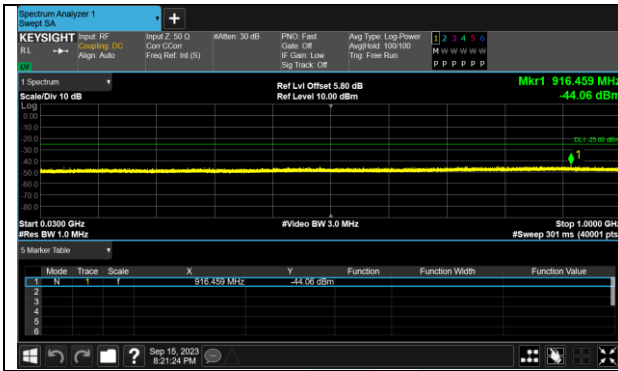 Spectrum Analyzer 1
Swept SA
+
KEYSIGHT Input: RF Input Z: 50 Ω #Atten: 30 dB PNO: Fast Avg Type: Log-Power 1 2 3 4 5 6
RL Coupling: DC Corr CCorr Gate: Off Avg|Hold: 100/100 M W W W W W
Align: Auto Freq Ref: Int (S) IF Gain: Low Trig: Free Run P P P P P P
Sig Track: Off
LXI
1 Spectrum
Ref Lvl Offset 5.80 dB Mkr1 916.459 MHz
Scale/Div 10 dB Ref Level 10.00 dBm -44.06 dBm
Log
0.00
-10.0
-20.0
DL1 -25.00 dBm
-30.0
1
-40.0
-50.0
-60.0
-70.0
-80.0
Start 0.0300 GHz #Video BW 3.0 MHz Stop 1.0000 GHz
#Res BW 1.0 MHz #Sweep 301 ms (40001 pts)
5 Marker Table
Mode Trace Scale X Y Function Function Width Function Value
1 N 1 f 916.459 MHz -44.06 dBm
2
3
4
5
6
? Sep 15, 2023
8:21:24 PM